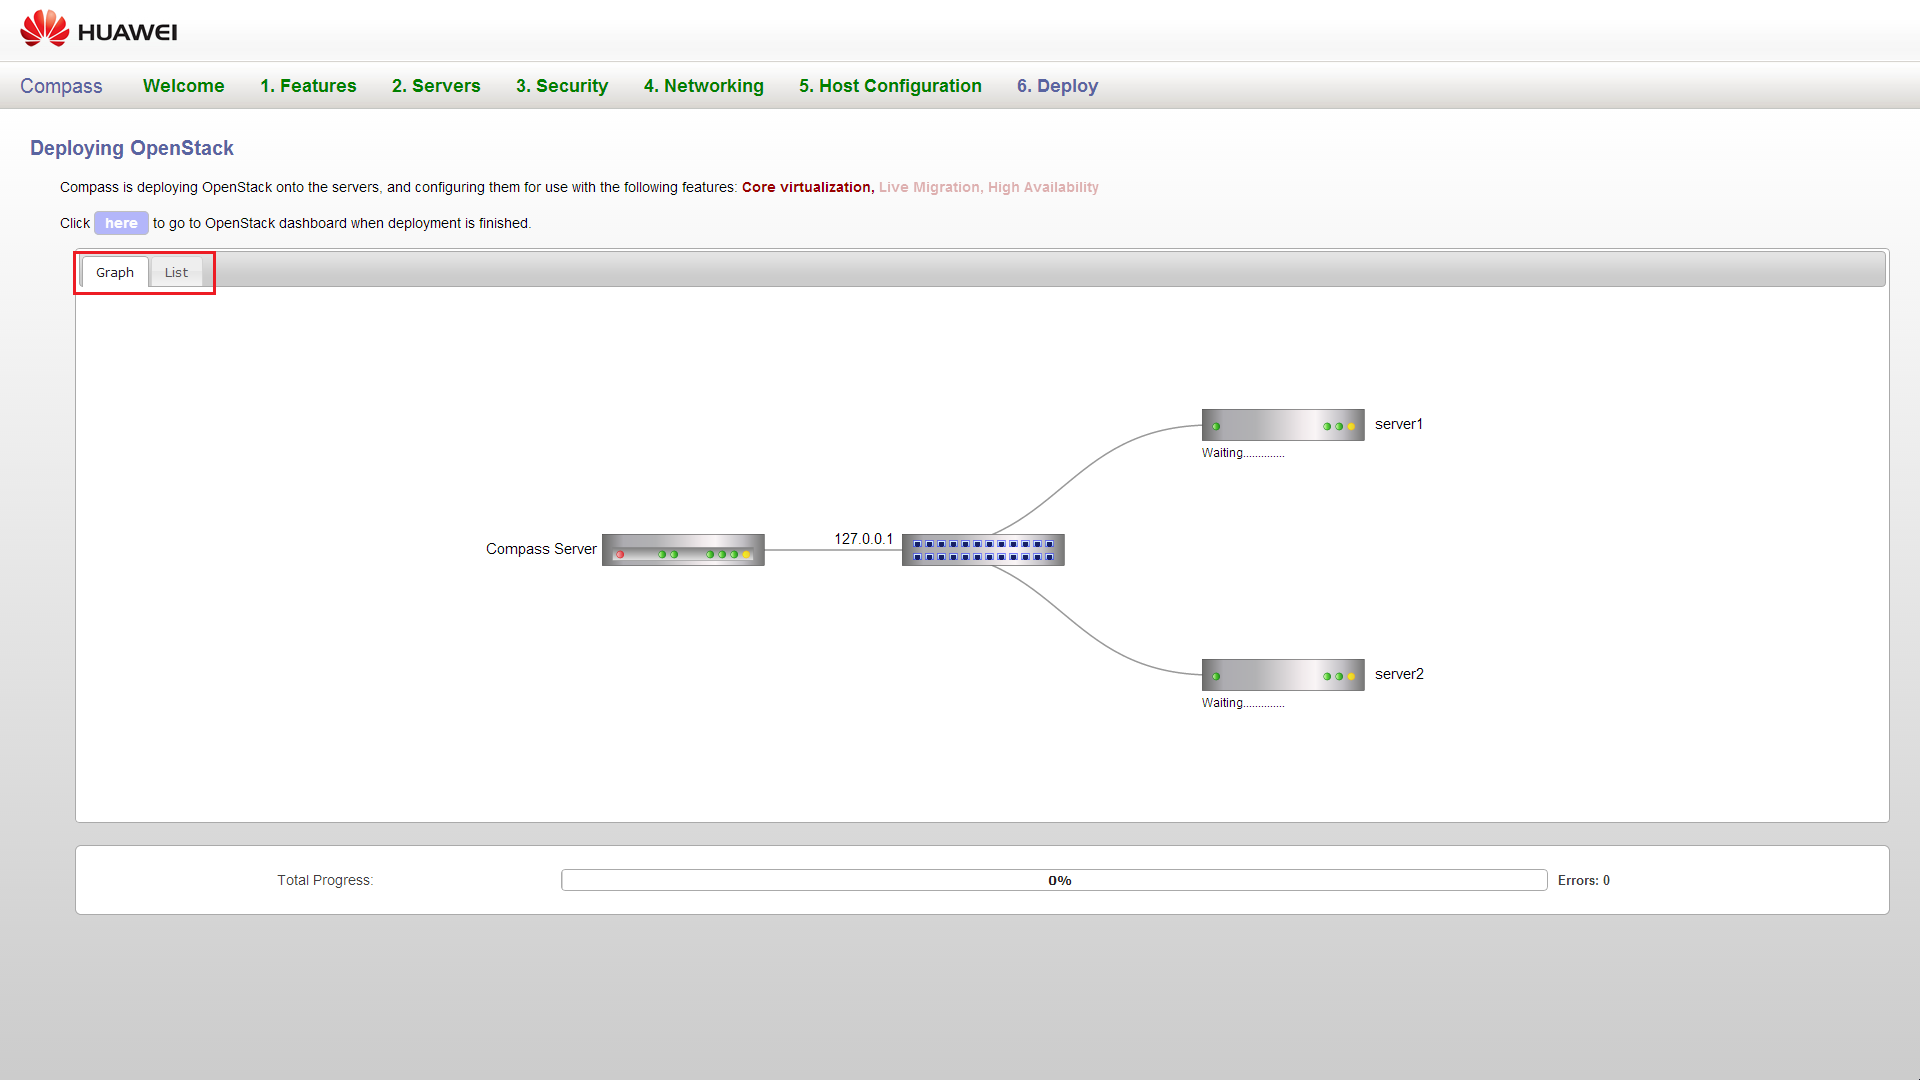 HUAWEI
Compass Welcome 1. Features 2. Servers 3. Security 4. Networking 5. Host Configuration 6. Deploy
Deploying OpenStack
Compass is deploying OpenStack onto the servers, and configuring them for use with the following features: Core virtualization, Live Migration, High Availability
Click here to go to OpenStack dashboard when deployment is finished.
Graph List
server1
Waiting..............
Compass Server 127.0.0.1
server2
Waiting..............
Total Progress: 0% Errors: 0